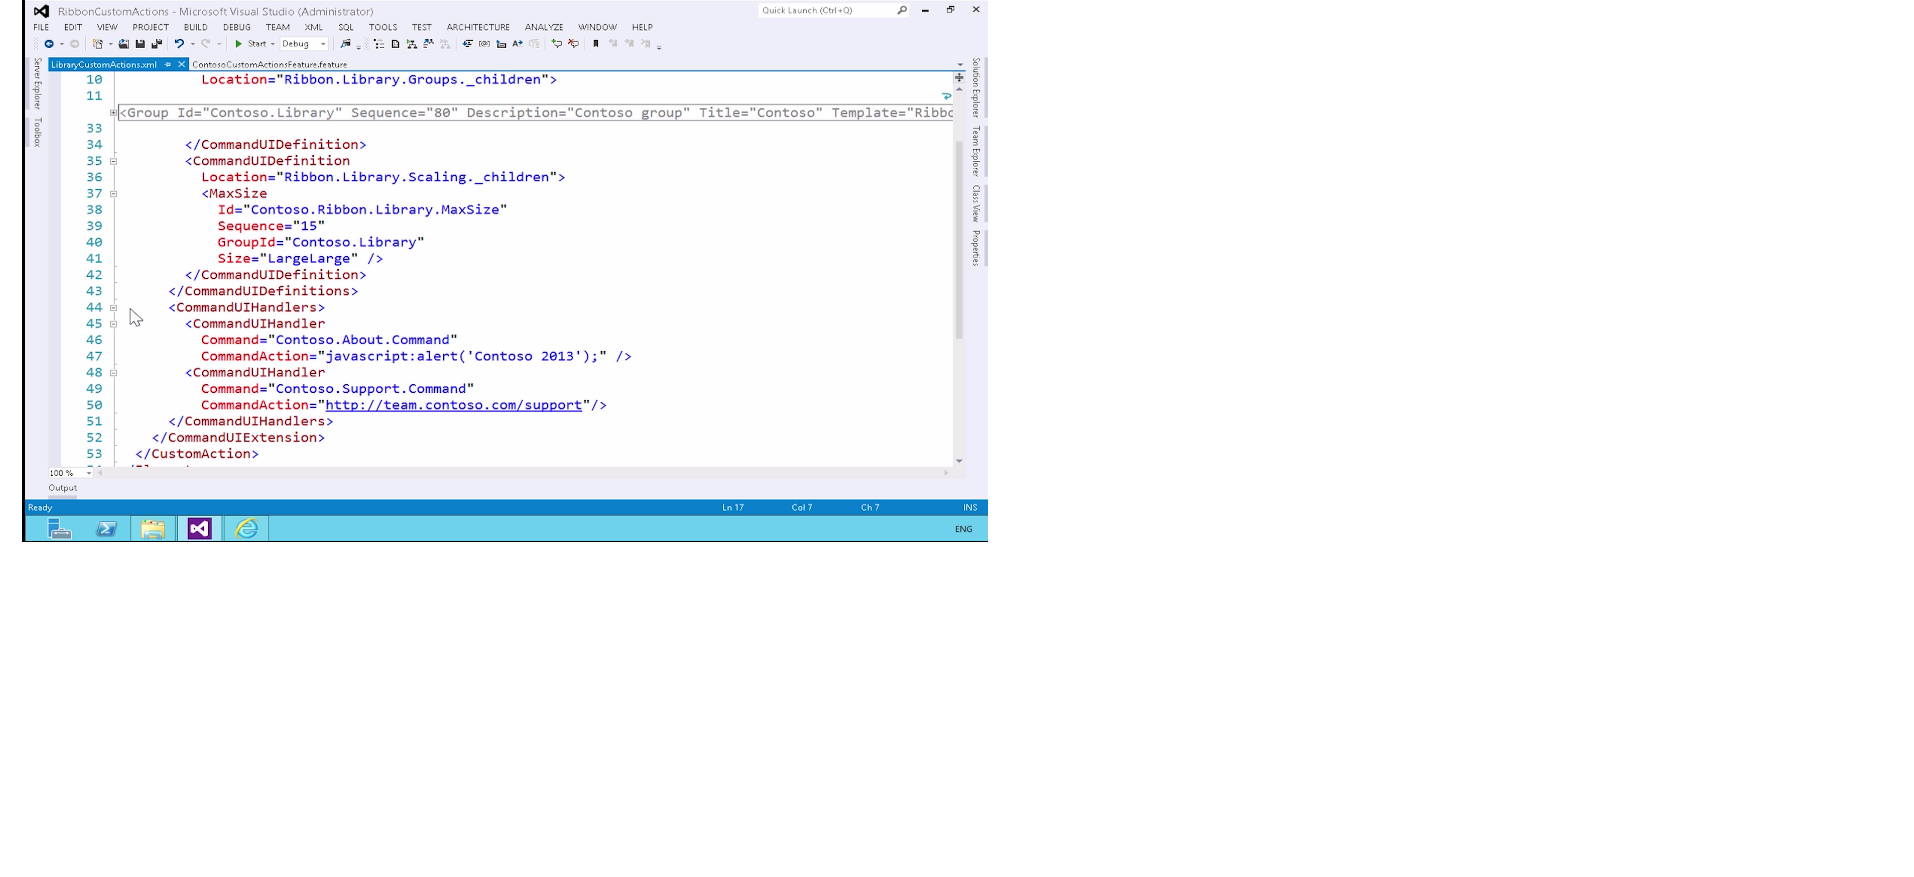 RibbonCustomActions - Microsoft Visual Studio (Administrator)
Quick Launch (Ctrl+Q)
FILE EDIT VIEW PROJECT BUILD DEBUG TEAM XML SQL TOOLS TEST ARCHITECTURE ANALYZE WINDOW HELP
Start Debug
LibraryCustomActions.xml ContosoCustomActionsFeature.feature
Server Explorer
Toolbox
Solution Explorer
Team Explorer
Class View
Properties
10 Location="Ribbon.Library.Groups._children">
11
<Group Id="Contoso.Library" Sequence="80" Description="Contoso group" Title="Contoso" Template="Ribbo
33
34 </CommandUIDefinition>
35 <CommandUIDefinition
36 Location="Ribbon.Library.Scaling._children">
37 <MaxSize
38 Id="Contoso.Ribbon.Library.MaxSize"
39 Sequence="15"
40 GroupId="Contoso.Library"
41 Size="LargeLarge" />
42 </CommandUIDefinition>
43 </CommandUIDefinitions>
44 <CommandUIHandlers>
45 <CommandUIHandler
46 Command="Contoso.About.Command"
47 CommandAction="javascript:alert('Contoso 2013');" />
48 <CommandUIHandler
49 Command="Contoso.Support.Command"
50 CommandAction="http://team.contoso.com/support"/>
51 </CommandUIHandlers>
52 </CommandUIExtension>
53 </CustomAction>
100 %
Output
Ready Ln 17 Col 7 Ch 7 INS
ENG